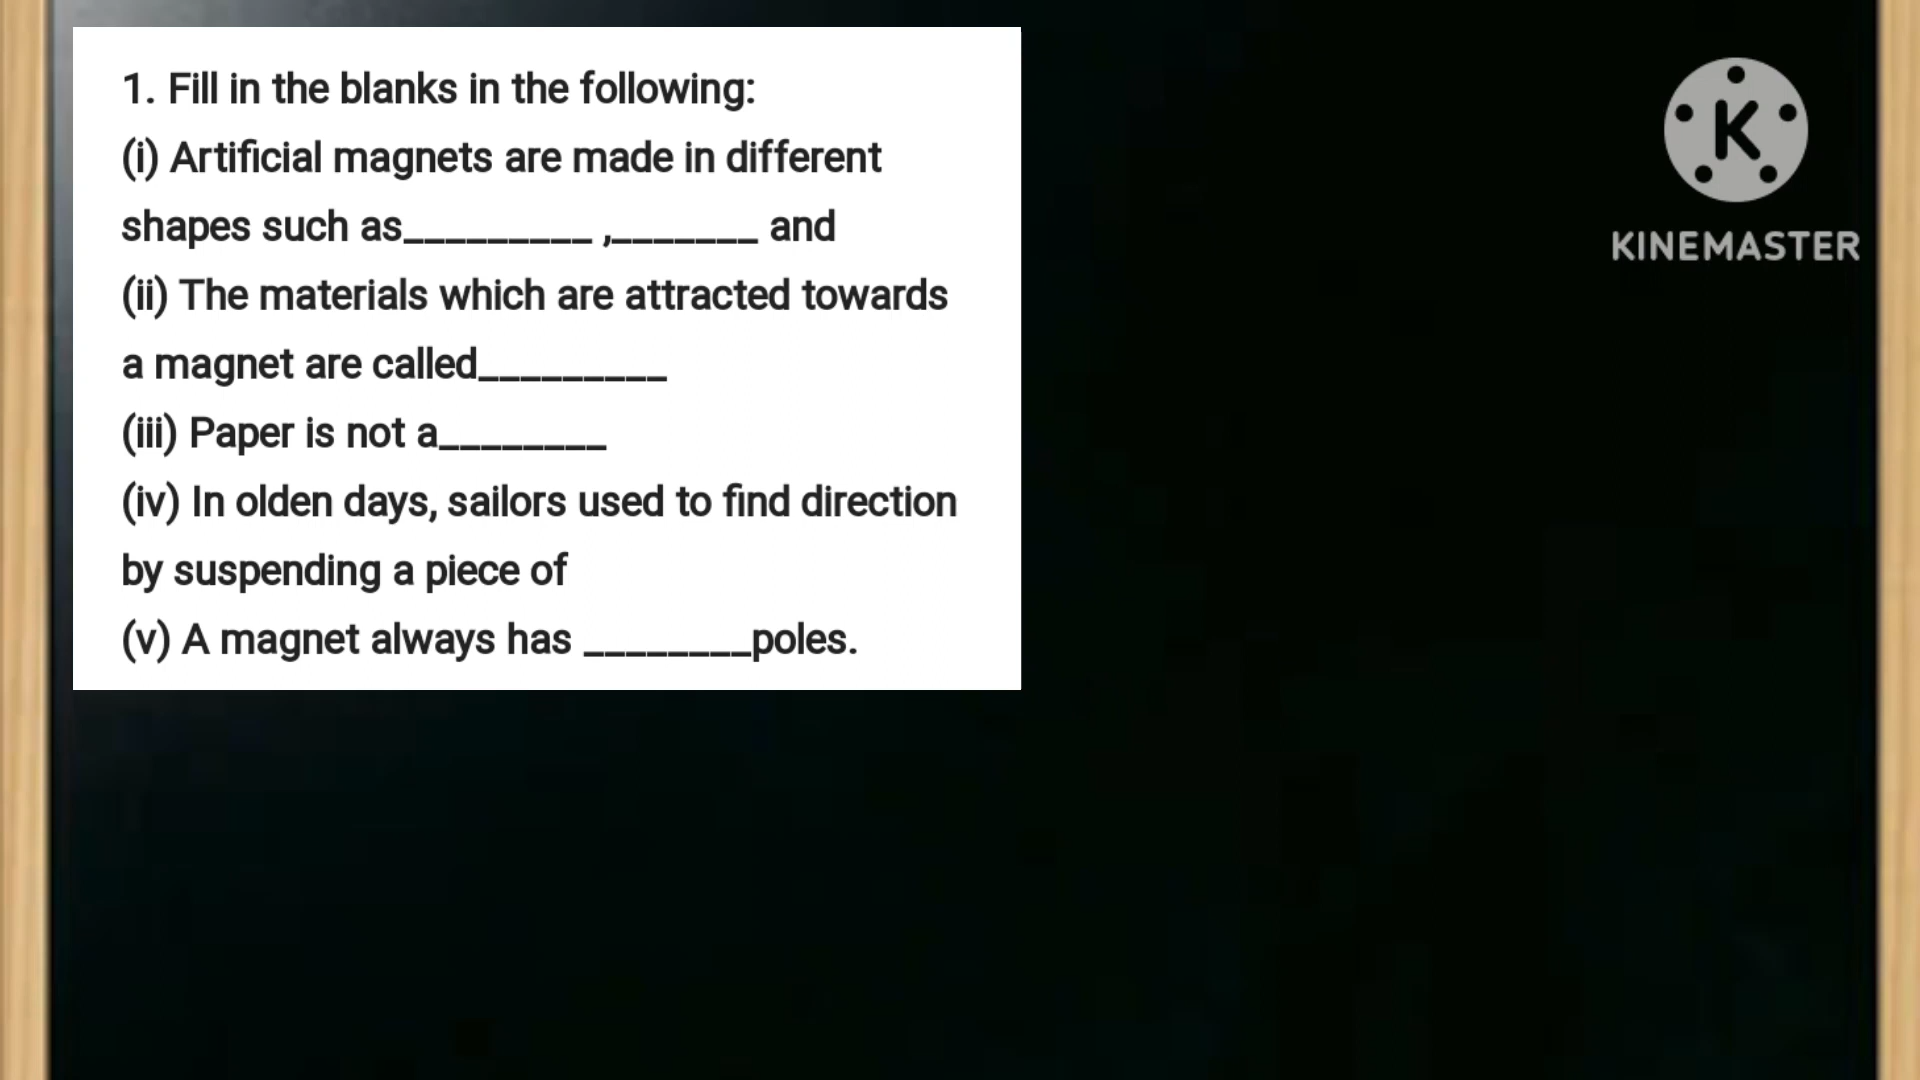 1. Fill in the blanks in the following:
(i) Artificial magnets are made in different
shapes such as_________ ,_______ and
(ii) The materials which are attracted towards
a magnet are called_________
(iii) Paper is not a________
(iv) In olden days, sailors used to find direction
by suspending a piece of
(v) A magnet always has ________poles.
K
KINEMASTER